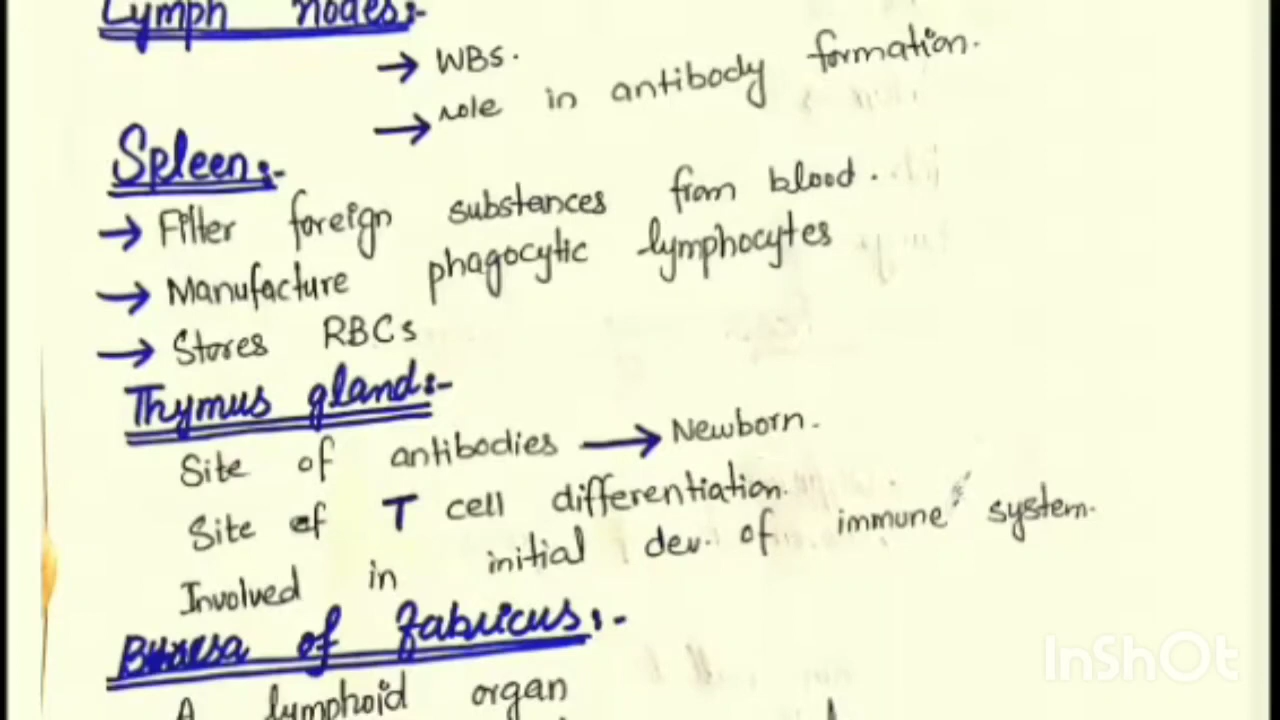 Lymph nodes:-
→ WBs.
→ role in antibody formation.
Spleen:-
→ Filter foreign substances from blood.
→ Manufacture phagocytic lymphocytes
→ Stores RBCs
Thymus gland:-
Site of antibodies → Newborn.
Site of T cell differentiation.
Involved in initial dev. of immune system.
Bursa of fabricus:-
A lymphoid organ
InShOt